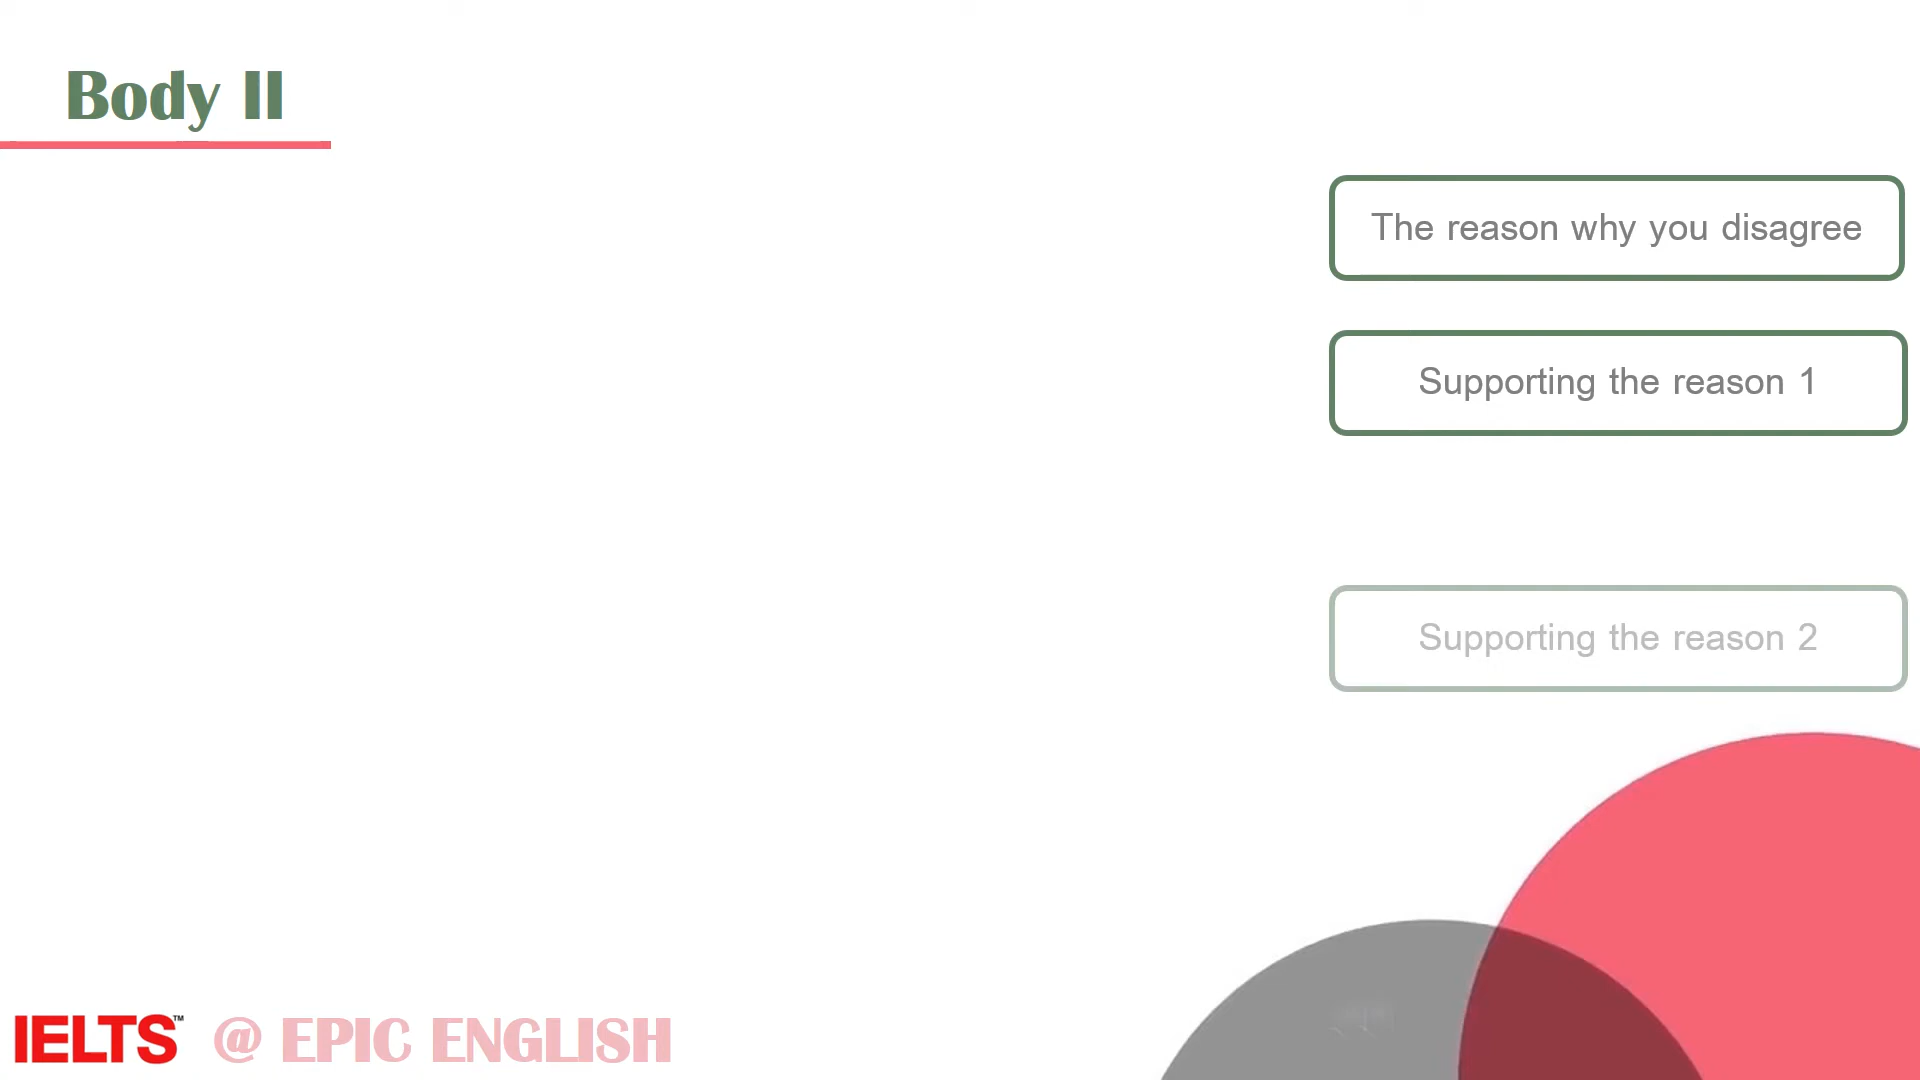 Body II
The reason why you disagree
Supporting the reason 1
Supporting the reason 2
IELTS™ @ EPIC ENGLISH